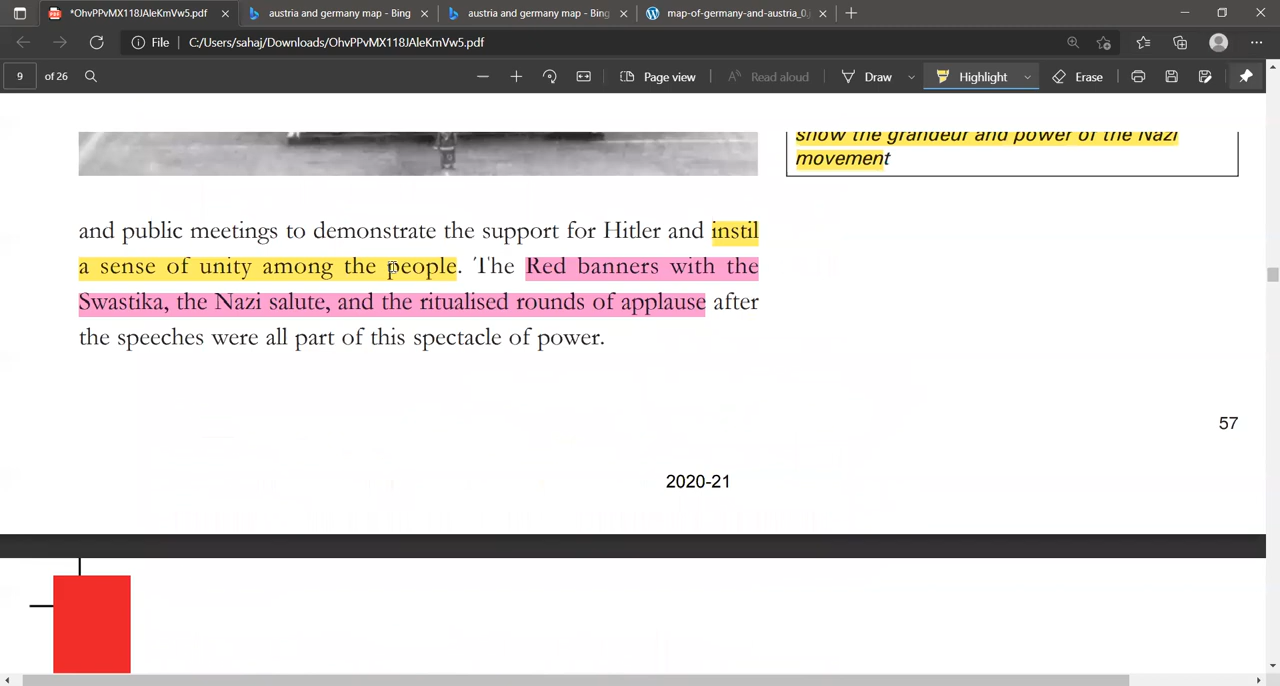 *OhvPPvMX118JAleKmVw5.pdf
austria and germany map - Bing
austria and germany map - Bing
map-of-germany-and-austria_0.j
File
C:/Users/sahaj/Downloads/OhvPPvMX118JAleKmVw5.pdf
9 of 26
Page view
Read aloud
Draw
Highlight
Erase
show the grandeur and power of the Nazi
movement
and public meetings to demonstrate the support for Hitler and instil
a sense of unity among the people. The Red banners with the
Swastika, the Nazi salute, and the ritualised rounds of applause after
the speeches were all part of this spectacle of power.
57
2020-21